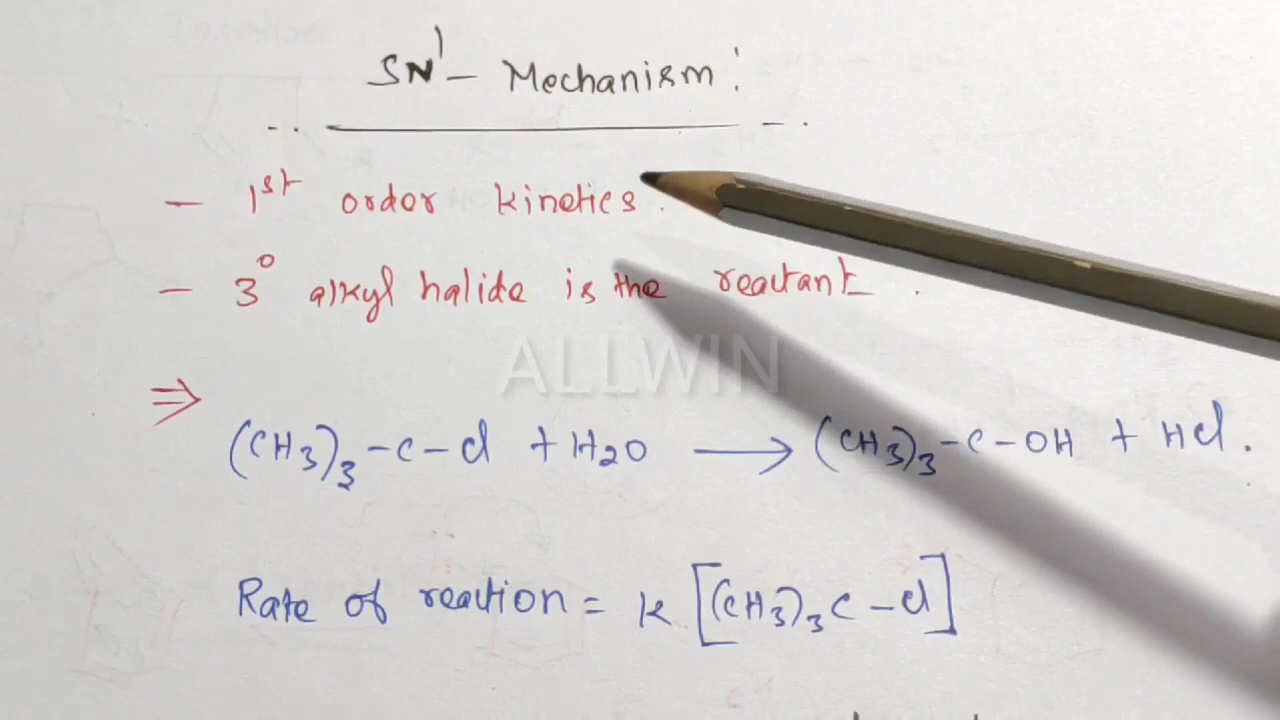 SN¹ - Mechanism:
- 1st order kinetics.
- 3° alkyl halide is the reactant.
ALLWIN
⇒ (CH3)3-C-Cl + H2O ⟶ (CH3)3-C-OH + HCl.
Rate of reaction = k [(CH3)3C-Cl]